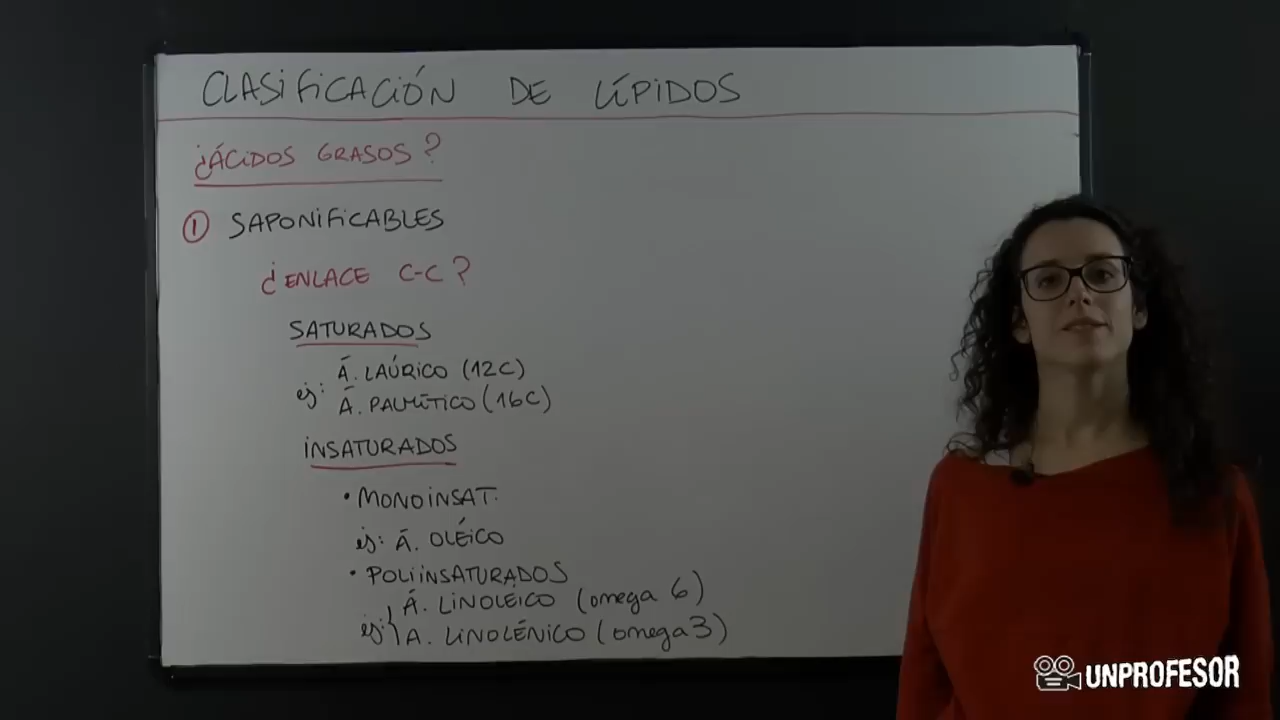 CLASIFICACIÓN DE LÍPIDOS
¿ÁCIDOS GRASOS?
① SAPONIFICABLES
¿ENLACE C-C?
SATURADOS
ej: Á. LAÚRICO (12C)
Á. PALMÍTICO (16C)
INSATURADOS
• MONOINSAT.
ej: Á. OLÉICO
• POLIINSATURADOS
ej: Á. LINOLÉICO (omega 6)
A. LINOLÉNICO (omega 3)
UNPROFESOR